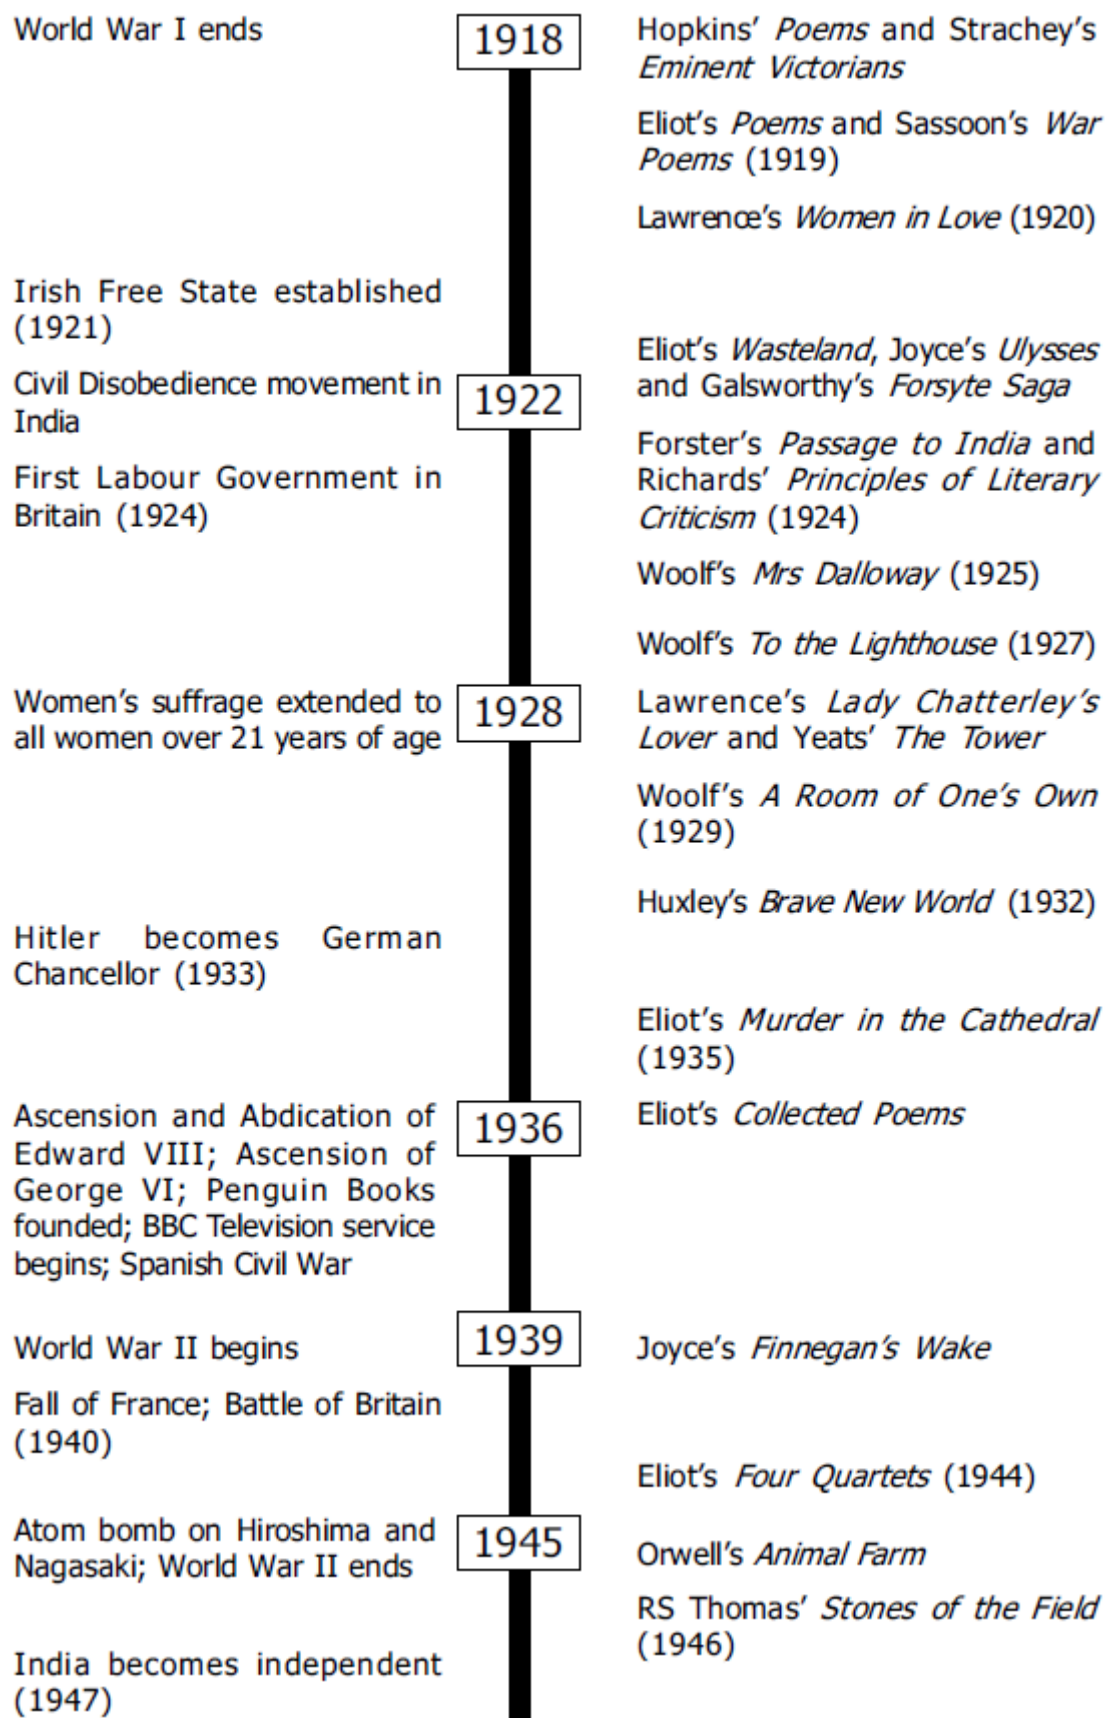 World War I ends
1918
Hopkins’ Poems and Strachey’s
Eminent Victorians
Eliot’s Poems and Sassoon’s War
Poems (1919)
Lawrence’s Women in Love (1920)
Irish Free State established
(1921)
Civil Disobedience movement in
India
1922
Eliot’s Wasteland, Joyce’s Ulysses
and Galsworthy’s Forsyte Saga
First Labour Government in
Britain (1924)
Forster’s Passage to India and
Richards’ Principles of Literary
Criticism (1924)
Woolf’s Mrs Dalloway (1925)
Woolf’s To the Lighthouse (1927)
Women’s suffrage extended to
all women over 21 years of age
1928
Lawrence’s Lady Chatterley’s
Lover and Yeats’ The Tower
Woolf’s A Room of One’s Own
(1929)
Huxley’s Brave New World (1932)
Hitler becomes German
Chancellor (1933)
Eliot’s Murder in the Cathedral
(1935)
Ascension and Abdication of
Edward VIII; Ascension of
George VI; Penguin Books
founded; BBC Television service
begins; Spanish Civil War
1936
Eliot’s Collected Poems
World War II begins
1939
Joyce’s Finnegan’s Wake
Fall of France; Battle of Britain
(1940)
Eliot’s Four Quartets (1944)
Atom bomb on Hiroshima and
Nagasaki; World War II ends
1945
Orwell’s Animal Farm
RS Thomas’ Stones of the Field
(1946)
India becomes independent
(1947)